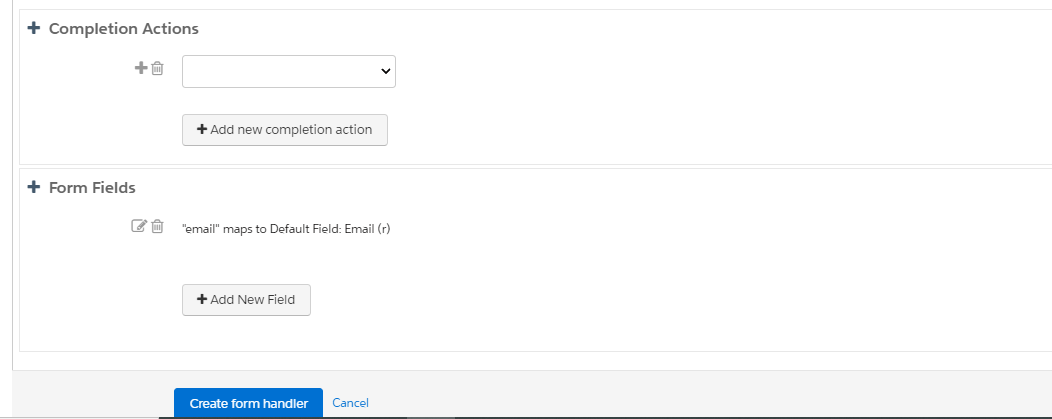 Completion Actions
Add new completion action
Form Fields
"email" maps to Default Field: Email (r)
Add New Field
Create form handler Cancel